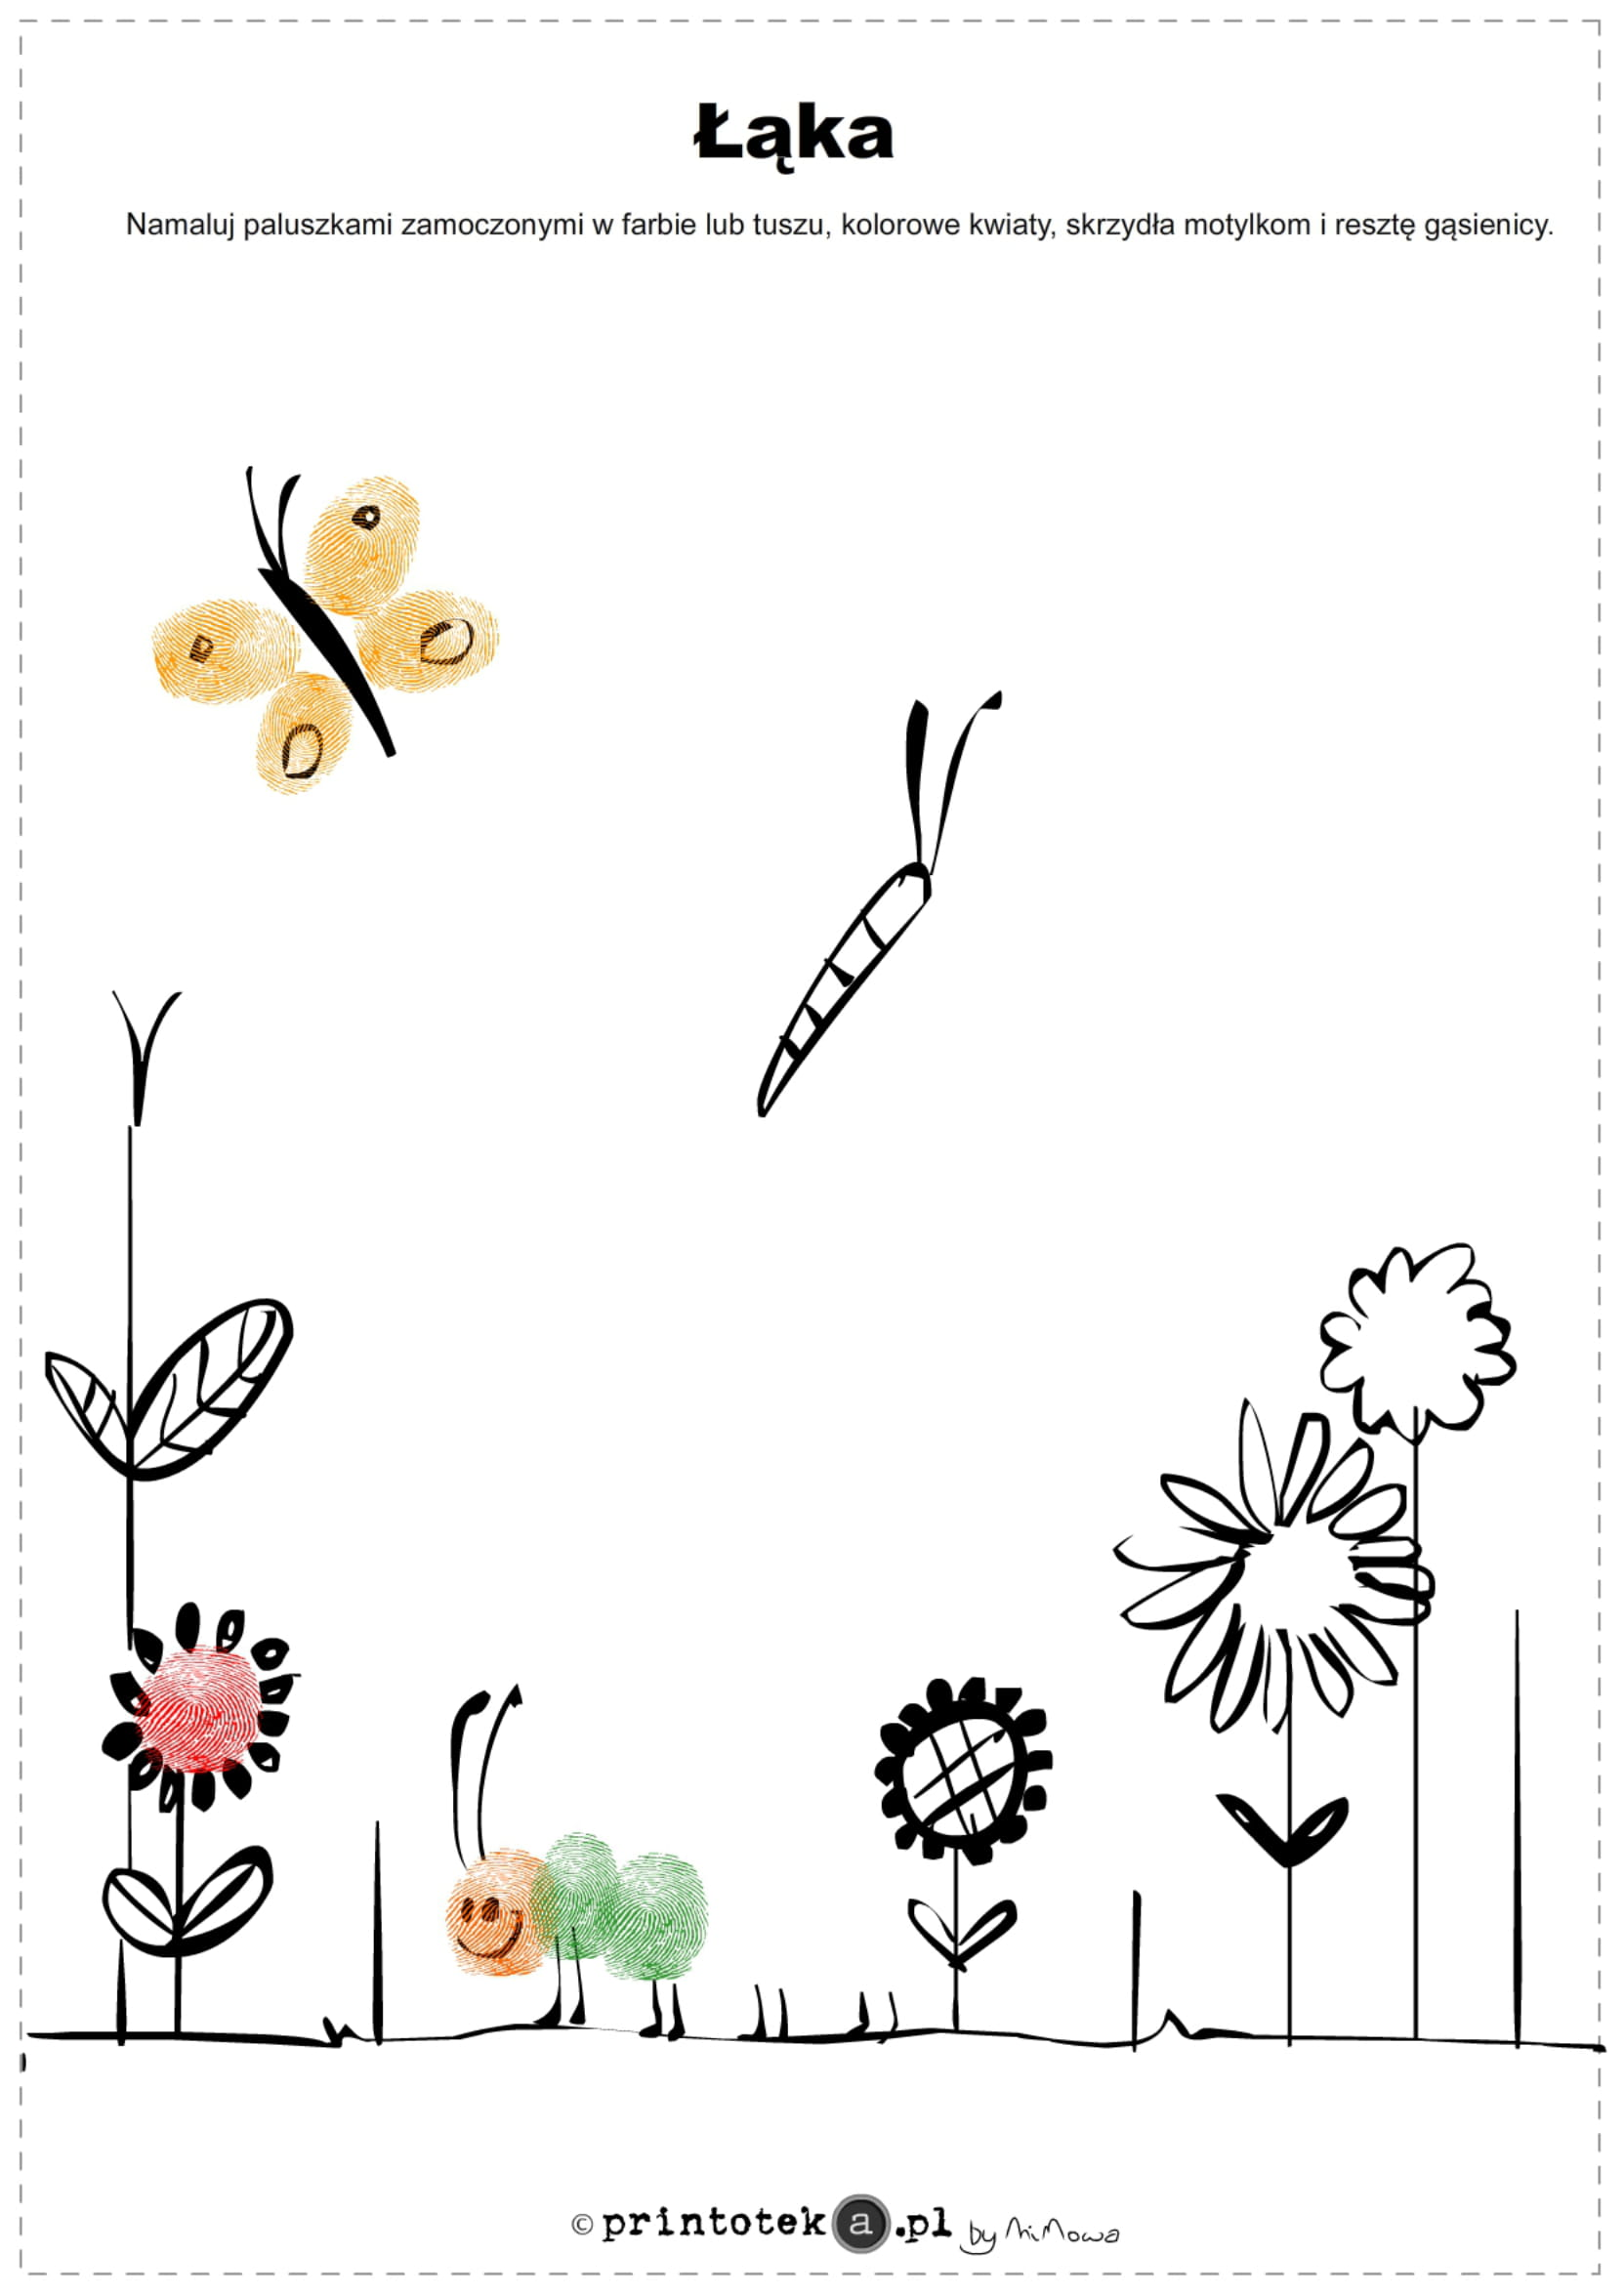 Łąka
Namaluj paluszkami zamoczonymi w farbie lub tuszu, kolorowe kwiaty, skrzydła motylkom i resztę gąsienicy.
© printoteka.pl by MiMowa